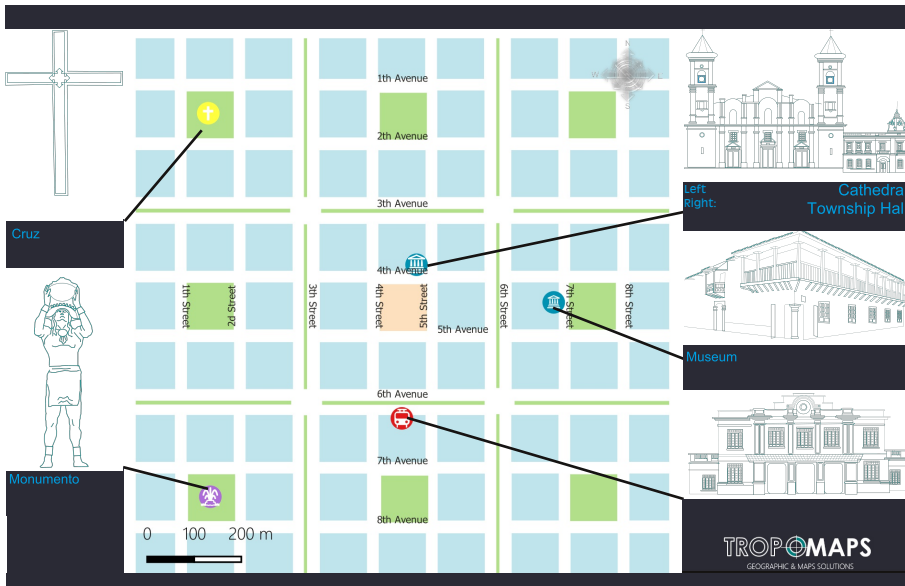 N
W
L
S
1th Avenue
2th Avenue
3th Avenue
4th Avenue
5th Avenue
6th Avenue
7th Avenue
8th Avenue
1th Street
2d Street
3th Street
4th Street
5th Street
6th Street
7th Street
8th Street
Cruz
Monumento
Left Cathedra
Right: Township Hal
Museum
0 100 200 m
TROPOMAPS
GEOGRAPHIC & MAPS SOLUTIONS